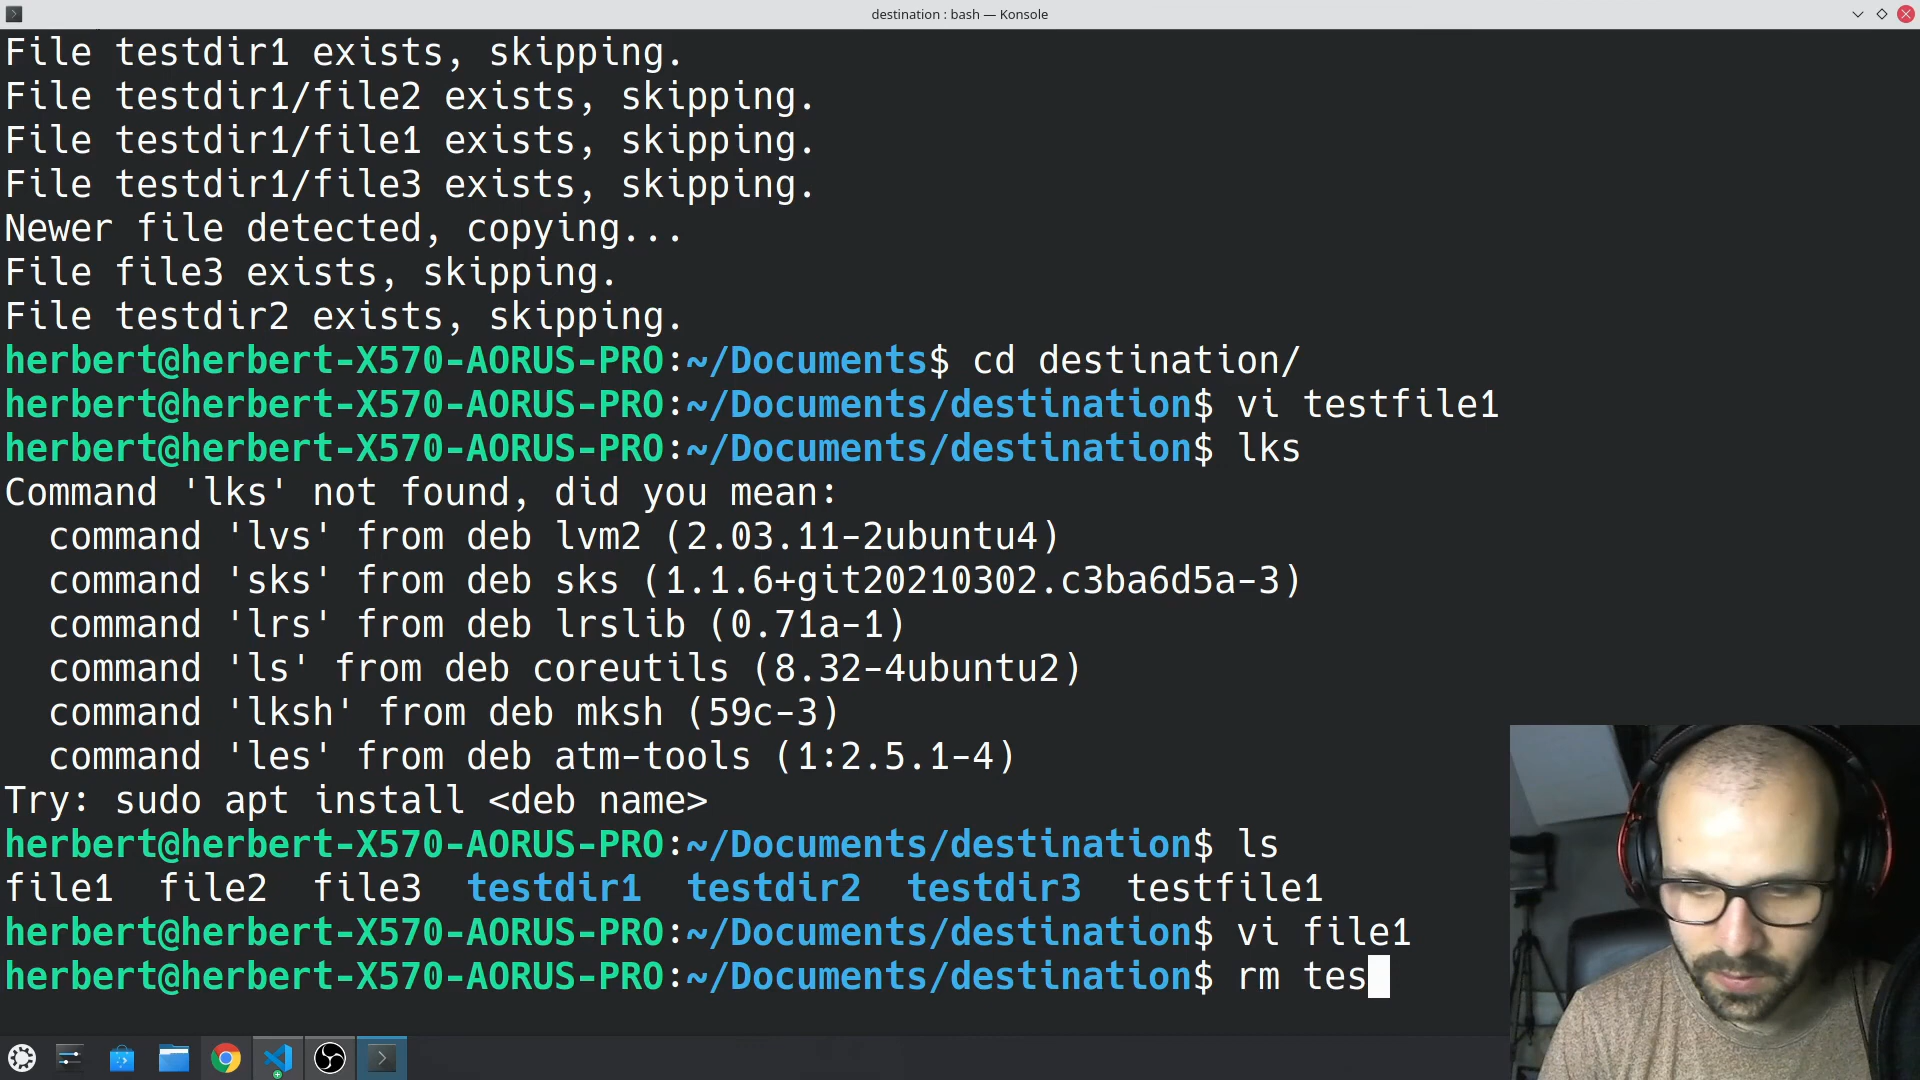 destination : bash — Konsole
File testdir1 exists, skipping.
File testdir1/file2 exists, skipping.
File testdir1/file1 exists, skipping.
File testdir1/file3 exists, skipping.
Newer file detected, copying...
File file3 exists, skipping.
File testdir2 exists, skipping.
herbert@herbert-X570-AORUS-PRO:~/Documents$ cd destination/
herbert@herbert-X570-AORUS-PRO:~/Documents/destination$ vi testfile1
herbert@herbert-X570-AORUS-PRO:~/Documents/destination$ lks
Command 'lks' not found, did you mean:
  command 'lvs' from deb lvm2 (2.03.11-2ubuntu4)
  command 'sks' from deb sks (1.1.6+git20210302.c3ba6d5a-3)
  command 'lrs' from deb lrslib (0.71a-1)
  command 'ls' from deb coreutils (8.32-4ubuntu2)
  command 'lksh' from deb mksh (59c-3)
  command 'les' from deb atm-tools (1:2.5.1-4)
Try: sudo apt install <deb name>
herbert@herbert-X570-AORUS-PRO:~/Documents/destination$ ls
file1  file2  file3  testdir1  testdir2  testdir3  testfile1
herbert@herbert-X570-AORUS-PRO:~/Documents/destination$ vi file1
herbert@herbert-X570-AORUS-PRO:~/Documents/destination$ rm tes